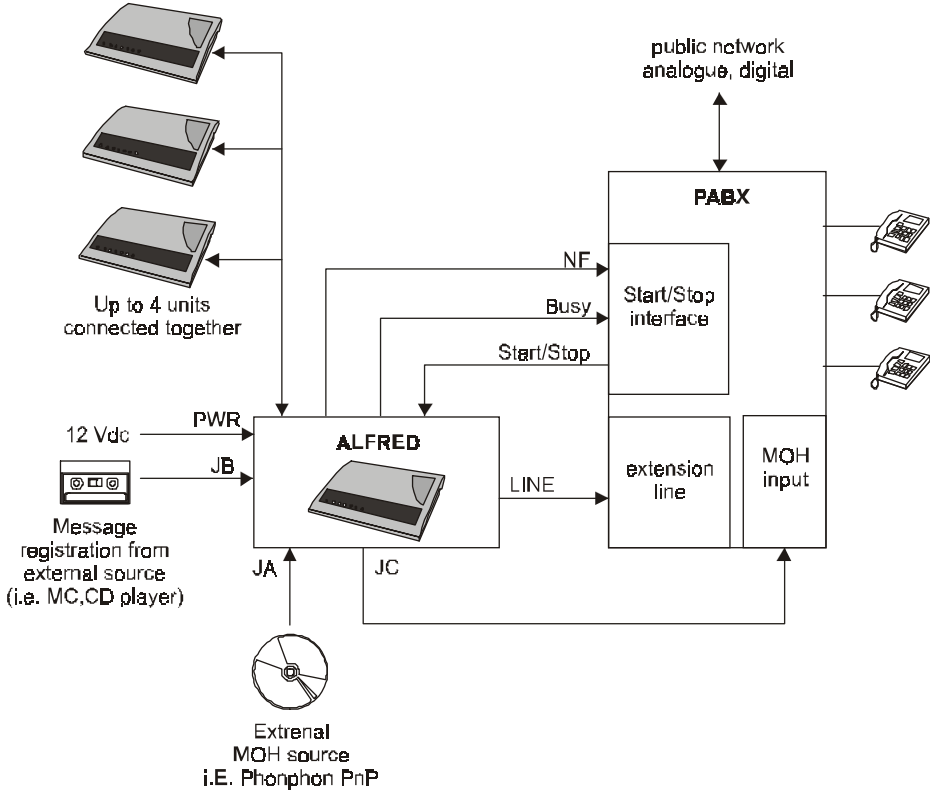 public network
analogue, digital
PABX
Up to 4 units
connected together
NF
Busy
Start/Stop
Start/Stop
interface
PWR
12 Vdc
JB
ALFRED
LINE
extension
line
MOH
input
Message
registration from
external source
(i.e. MC,CD player)
JA
JC
Extrenal
MOH source
i.E. Phonphon PnP